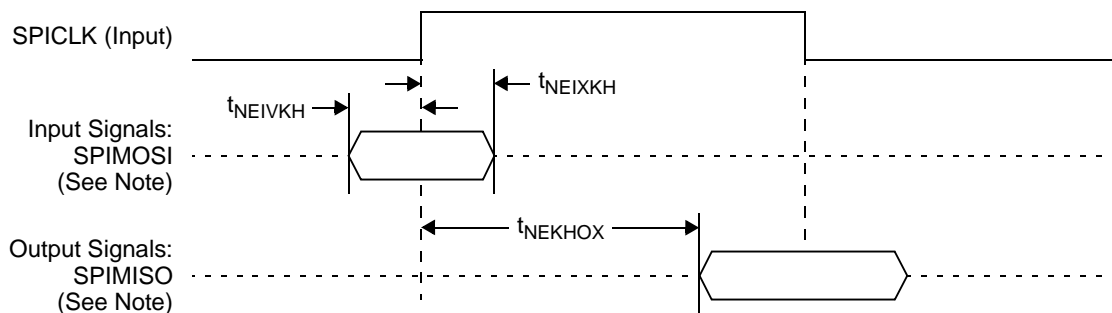 SPICLK (Input)
tNEIXKH
tNEIVKH
Input Signals:
SPIMOSI
(See Note)
tNEKHOX
Output Signals:
SPIMISO
(See Note)